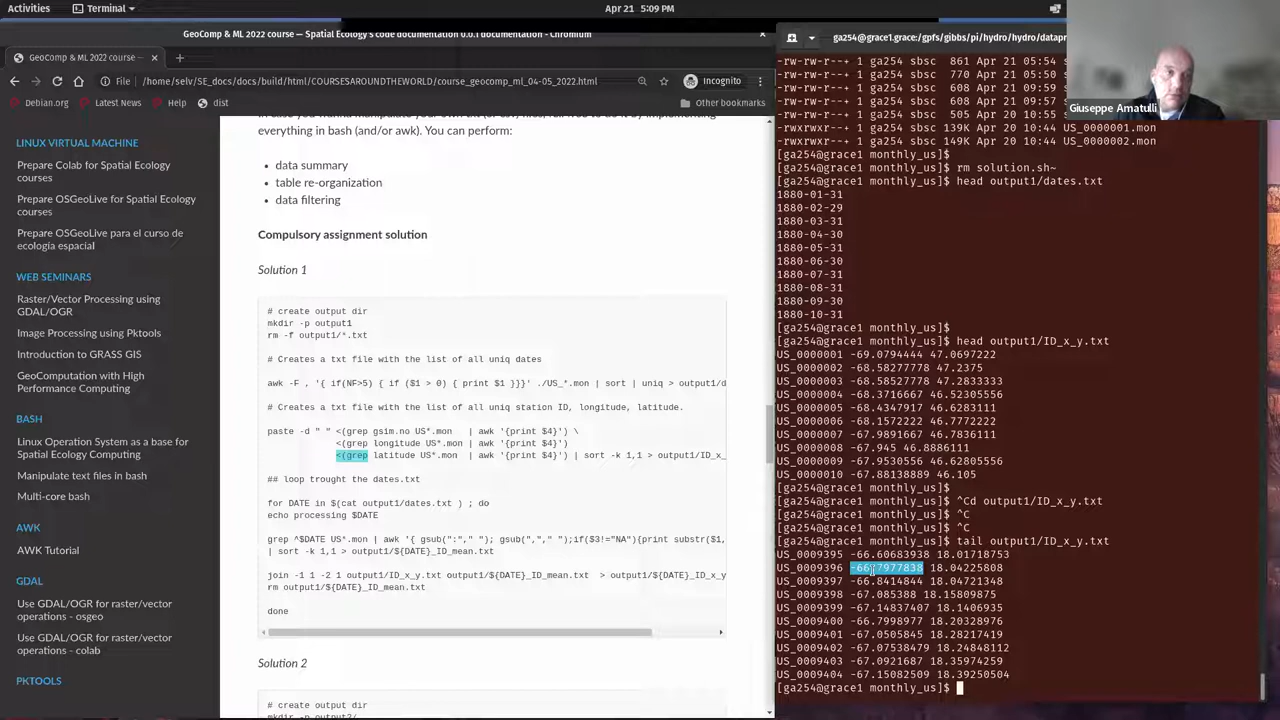 Activities
Terminal
Apr 21 5:09 PM
GeoComp & ML 2022 course — Spatial Ecology's code documentation 0.0.1 documentation - Chromium
GeoComp & ML 2022 course —
File
/home/selv/SE_docs/docs/build/html/COURSESAROUNDTHEWORLD/course_geocomp_ml_04-05_2022.html
Incognito
Debian.org
Latest News
Help
dist
Other bookmarks
LINUX VIRTUAL MACHINE
Prepare Colab for Spatial Ecology
courses
Prepare OSGeoLive for Spatial Ecology
courses
Prepare OSGeoLive para el curso de
ecología espacial
WEB SEMINARS
Raster/Vector Processing using
GDAL/OGR
Image Processing using Pktools
Introduction to GRASS GIS
GeoComputation with High
Performance Computing
BASH
Linux Operation System as a base for
Spatial Ecology Computing
Manipulate text files in bash
Multi-core bash
AWK
AWK Tutorial
GDAL
Use GDAL/OGR for raster/vector
operations - osgeo
Use GDAL/OGR for raster/vector
operations - colab
PKTOOLS
everything in bash (and/or awk). You can perform:
data summary
table re-organization
data filtering
Compulsory assignment solution
Solution 1
# create output dir
mkdir -p output1
rm -f output1/*.txt
# Creates a txt file with the list of all uniq dates
awk -F , '{ if(NF>5) { if ($1 > 0) { print $1 }}}' ./US_*.mon | sort | uniq > output1/d
# Creates a txt file with the list of all uniq station ID, longitude, latitude.
paste -d " " <(grep gsim.no US*.mon | awk '{print $4}') \
<(grep longitude US*.mon | awk '{print $4}')
<(grep latitude US*.mon | awk '{print $4}') | sort -k 1,1 > output1/ID_x_
## loop trought the dates.txt
for DATE in $(cat output1/dates.txt ) ; do
echo processing $DATE
grep ^$DATE US*.mon | awk '{ gsub(":"," "); gsub(","," ");if($3!="NA"){print substr($1,
| sort -k 1,1 > output1/${DATE}_ID_mean.txt
join -1 1 -2 1 output1/ID_x_y.txt output1/${DATE}_ID_mean.txt > output1/${DATE}_ID_x_y
rm output1/${DATE}_ID_mean.txt
done
Solution 2
# create output dir
mkdir -p output2/
ga254@grace1.grace:/gpfs/gibbs/pi/hydro/hydro/datapr
-rw-rw-r--+ 1 ga254 sbsc 861 Apr 21 05:54 s
-rw-rw-r--+ 1 ga254 sbsc 770 Apr 21 05:50 s
-rw-rw-r--+ 1 ga254 sbsc 608 Apr 21 09:59 s
-rw-rw-r--+ 1 ga254 sbsc 608 Apr 21 09:57 s
-rw-rw-r--+ 1 ga254 sbsc 505 Apr 20 10:55 s
-rwxrwxr--+ 1 ga254 sbsc 139K Apr 20 10:44 US_0000001.mon
-rwxrwxr--+ 1 ga254 sbsc 149K Apr 20 10:44 US_0000002.mon
[ga254@grace1 monthly_us]$
[ga254@grace1 monthly_us]$ rm solution.sh~
[ga254@grace1 monthly_us]$ head output1/dates.txt
1880-01-31
1880-02-29
1880-03-31
1880-04-30
1880-05-31
1880-06-30
1880-07-31
1880-08-31
1880-09-30
1880-10-31
[ga254@grace1 monthly_us]$
[ga254@grace1 monthly_us]$ head output1/ID_x_y.txt
US_0000001 -69.0794444 47.0697222
US_0000002 -68.58277778 47.2375
US_0000003 -68.58527778 47.2833333
US_0000004 -68.3716667 46.52305556
US_0000005 -68.4347917 46.6283111
US_0000006 -68.1572222 46.7772222
US_0000007 -67.9891667 46.7836111
US_0000008 -67.945 46.8886111
US_0000009 -67.9530556 46.62805556
US_0000010 -67.88138889 46.105
[ga254@grace1 monthly_us]$
[ga254@grace1 monthly_us]$ ^Cd output1/ID_x_y.txt
[ga254@grace1 monthly_us]$ ^C
[ga254@grace1 monthly_us]$ ^C
[ga254@grace1 monthly_us]$ tail output1/ID_x_y.txt
US_0009395 -66.60683938 18.01718753
US_0009396 -66.7977838 18.04225808
US_0009397 -66.8414844 18.04721348
US_0009398 -67.085388 18.15809875
US_0009399 -67.14837407 18.1406935
US_0009400 -66.7998977 18.20328976
US_0009401 -67.0505845 18.28217419
US_0009402 -67.07538479 18.24848112
US_0009403 -67.0921687 18.35974259
US_0009404 -67.15082509 18.39250504
[ga254@grace1 monthly_us]$
Giuseppe Amatulli